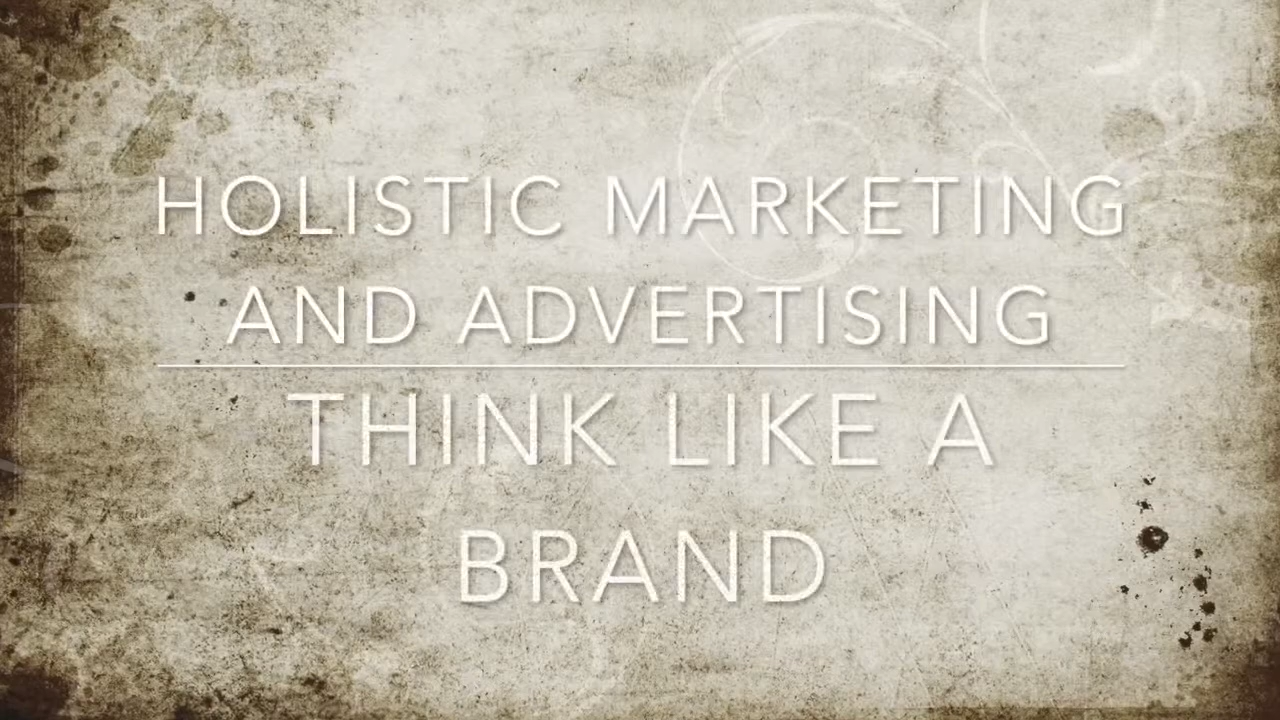 HOLISTIC MARKETING
AND ADVERTISING
THINK LIKE A
BRAND